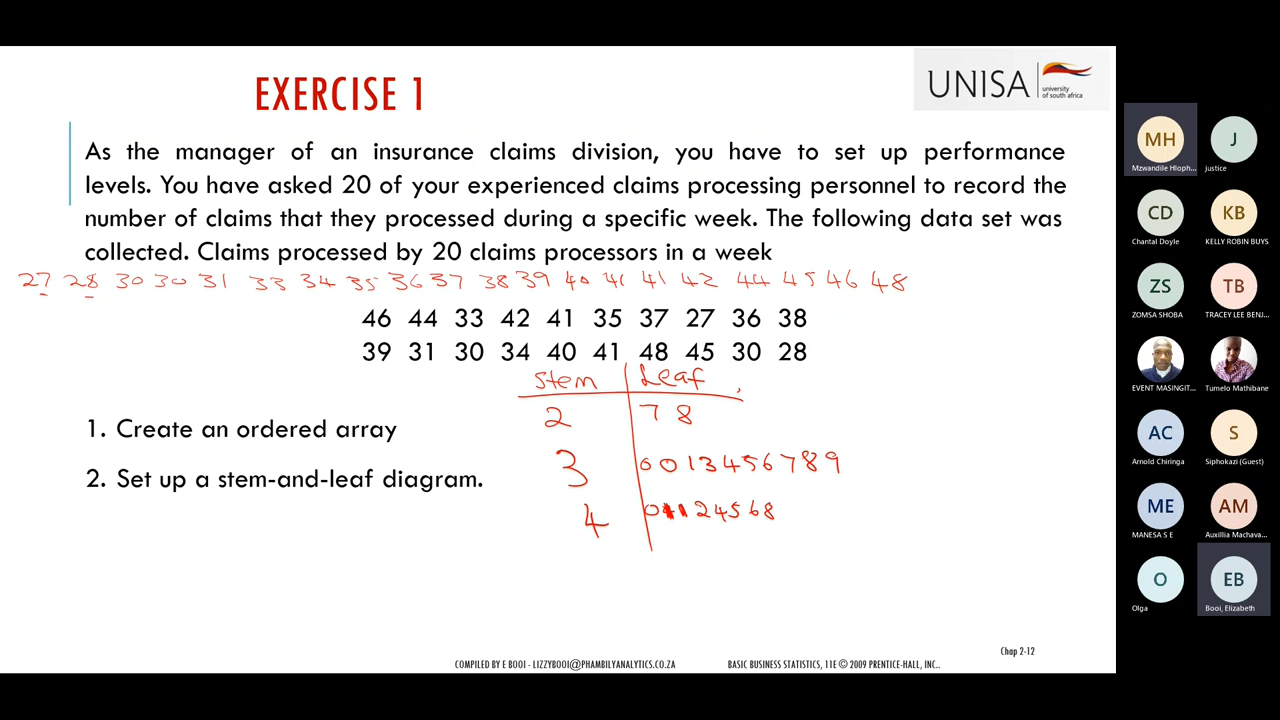 EXERCISE 1
UNISA
university
of south africa
As the manager of an insurance claims division, you have to set up performance
levels. You have asked 20 of your experienced claims processing personnel to record the
number of claims that they processed during a specific week. The following data set was
collected. Claims processed by 20 claims processors in a week
27 28 30 30 31 33 34 35 36 37 38 39 40 41 41 42 44 45 46 48
46 44 33 42 41 35 37 27 36 38
39 31 30 34 40 41 48 45 30 28
Stem Leaf
2 7 8
3 0 0 1 3 4 5 6 7 8 9
4 0 1 1 2 4 5 6 8
1. Create an ordered array
2. Set up a stem-and-leaf diagram.
Chap 2-12
COMPILED BY E BOOI - LIZZYBOOI@PHAMBILYANALYTICS.CO.ZA BASIC BUSINESS STATISTICS, 11E © 2009 PRENTICE-HALL, INC..
MH J
Mzwandile Hloph... justice
CD KB
Chantal Doyle KELLY ROBIN BUYS
ZS TB
ZOMSA SHOBA TRACEY LEE BENJ...
EVENT MASINGIT... Tumelo Mathibane
AC S
Arnold Chiringa Siphokazi (Guest)
ME AM
MANESA S E Auxillia Machava...
O EB
Olga Booi, Elizabeth